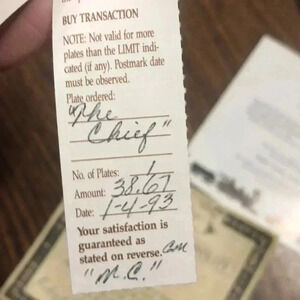 BUY TRANSACTION
NOTE: Not valid for more
plates than the LIMIT indi-
cated (if any). Postmark date
must be observed.
Plate ordered:
"The
Chief"
No. of Plates: 1
Amount: 38.67
Date: 1-4-93
Your satisfaction is
guaranteed as
stated on reverse.
"M.C."